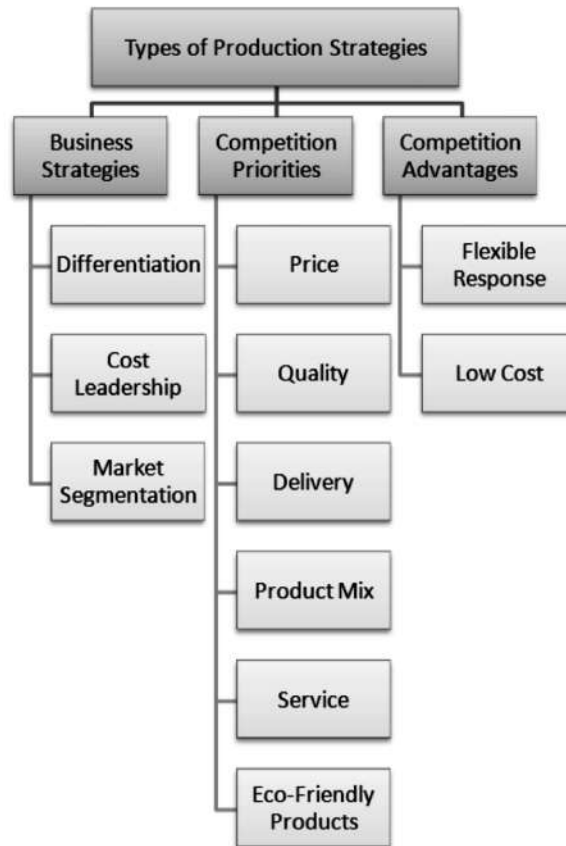 Types of Production Strategies
Business
Strategies
Differentiation
Cost
Leadership
Market
Segmentation
Competition
Priorities
Price
Quality
Delivery
Product Mix
Service
Eco-Friendly
Products
Competition
Advantages
Flexible
Response
Low Cost